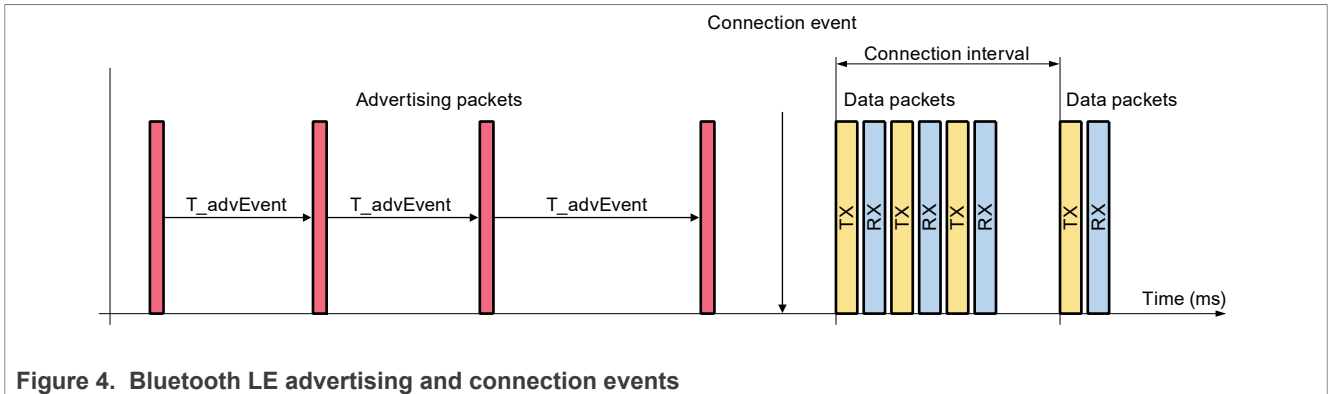 Connection event
Connection interval
Advertising packets
Data packets
Data packets
T_advEvent
T_advEvent
T_advEvent
TX
RX
TX
RX
TX
RX
TX
RX
Time (ms)
Figure 4. Bluetooth LE advertising and connection events